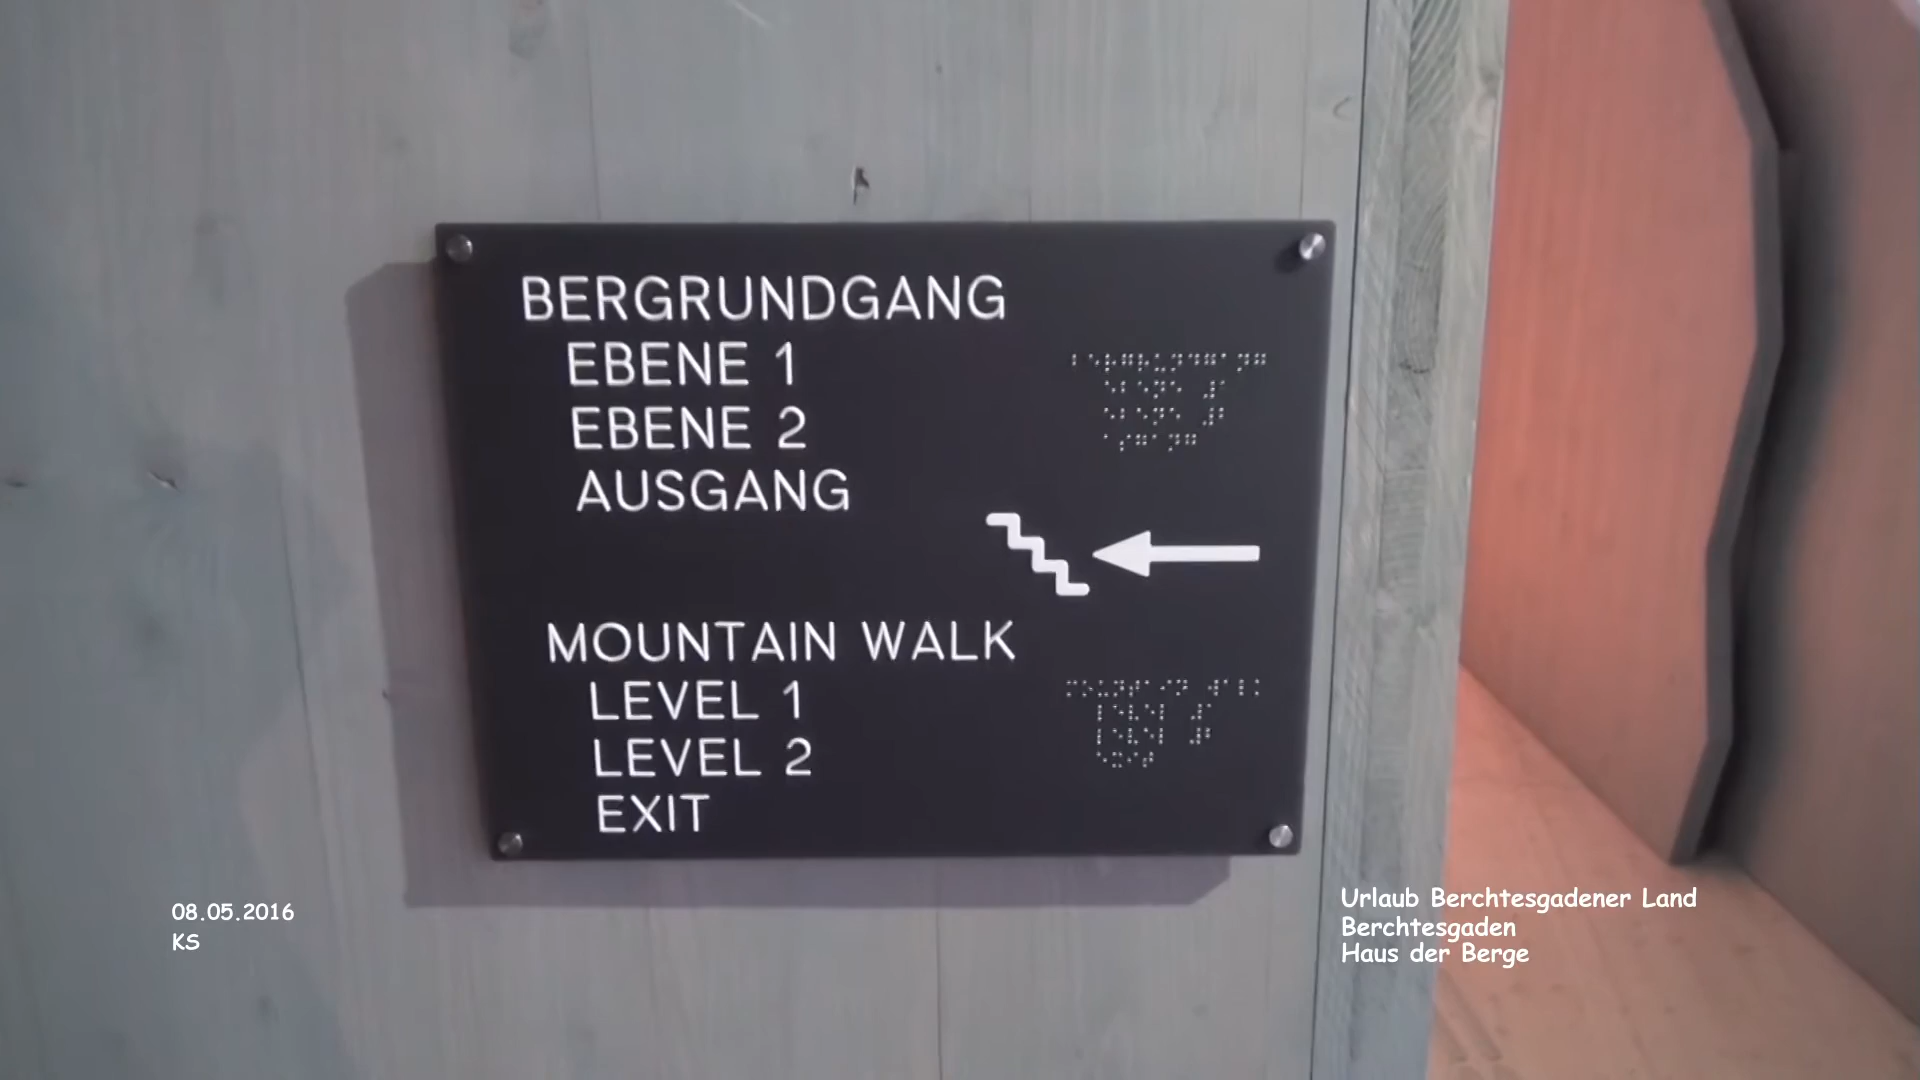 BERGRUNDGANG
EBENE 1
EBENE 2
AUSGANG
MOUNTAIN WALK
LEVEL 1
LEVEL 2
EXIT
08.05.2016
KS
Urlaub Berchtesgadener Land
Berchtesgaden
Haus der Berge